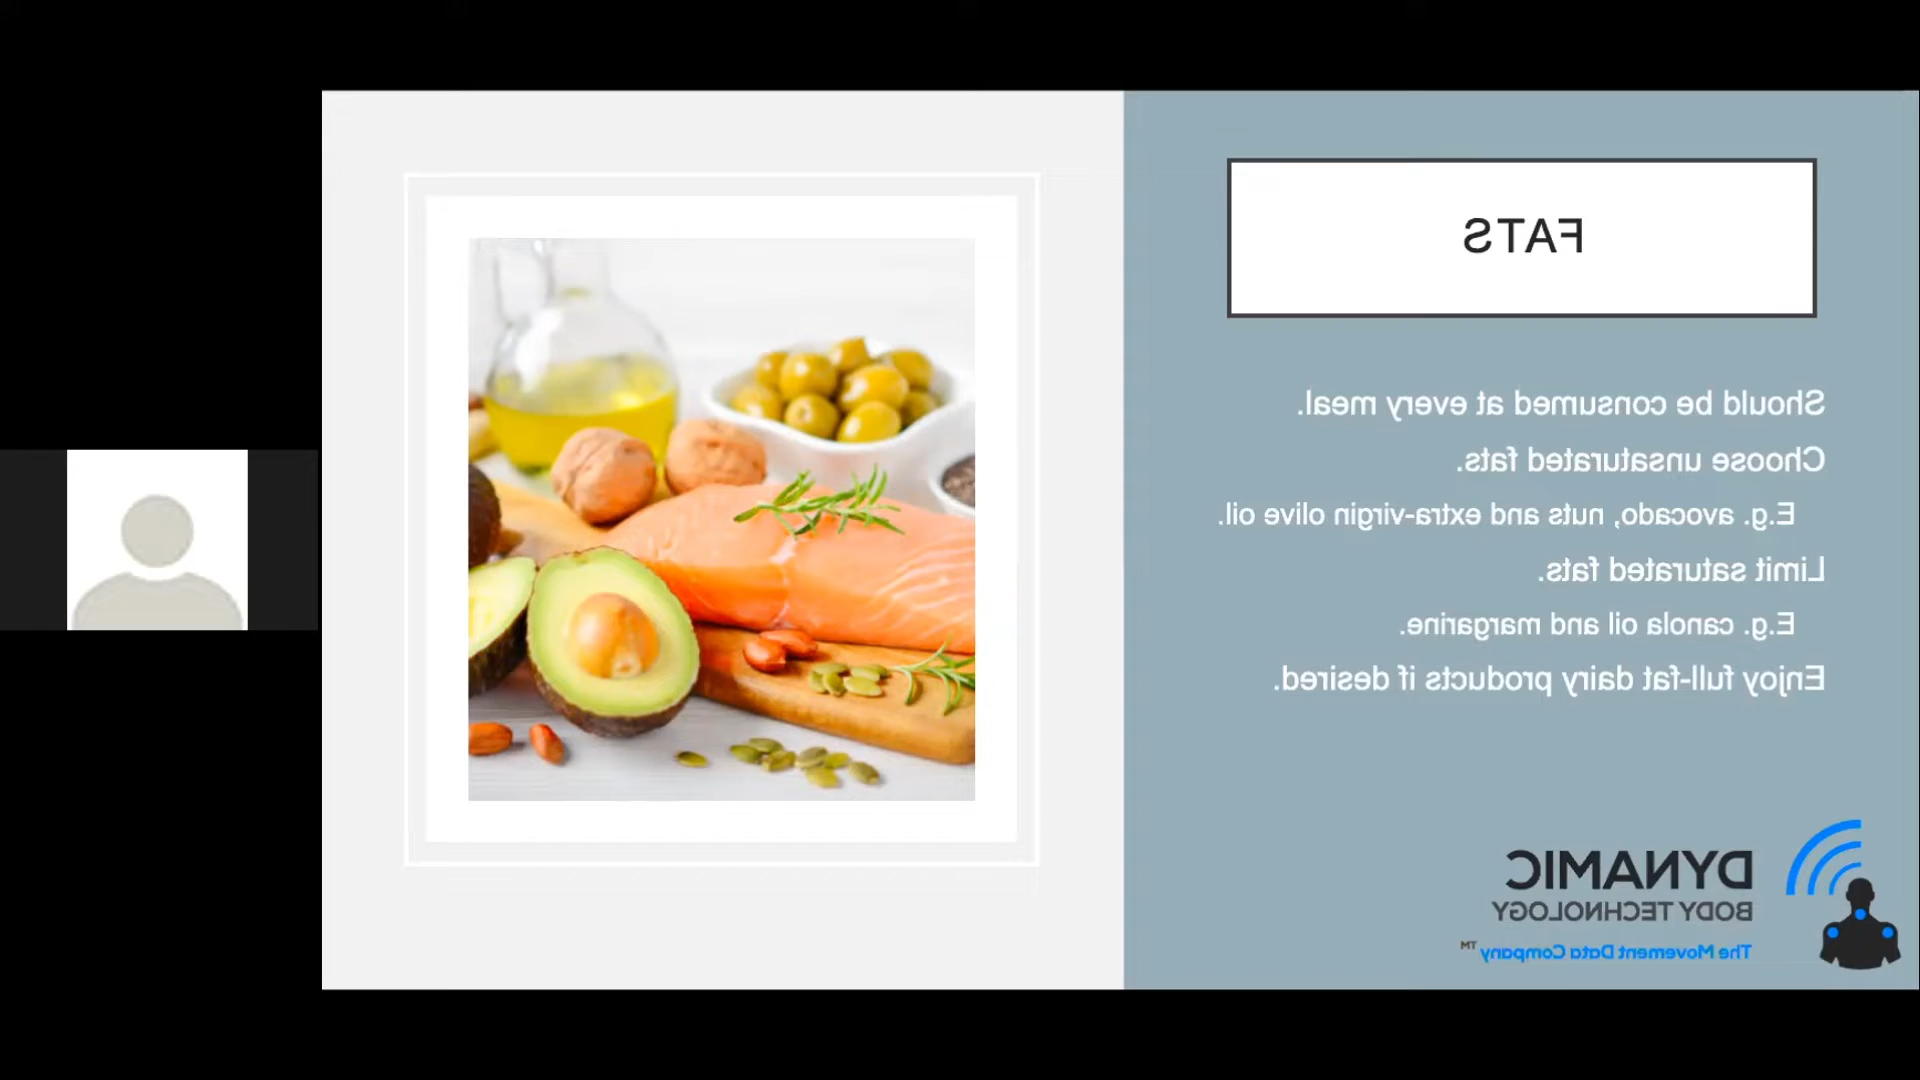 FATS
Should be consumed at every meal.
Choose unsaturated fats.
E.g. avocado, nuts and extra-virgin olive oil.
Limit saturated fats.
E.g. canola oil and margarine.
Enjoy full-fat dairy products if desired.
DYNAMIC
BODY TECHNOLOGY
The Movement Data Company™